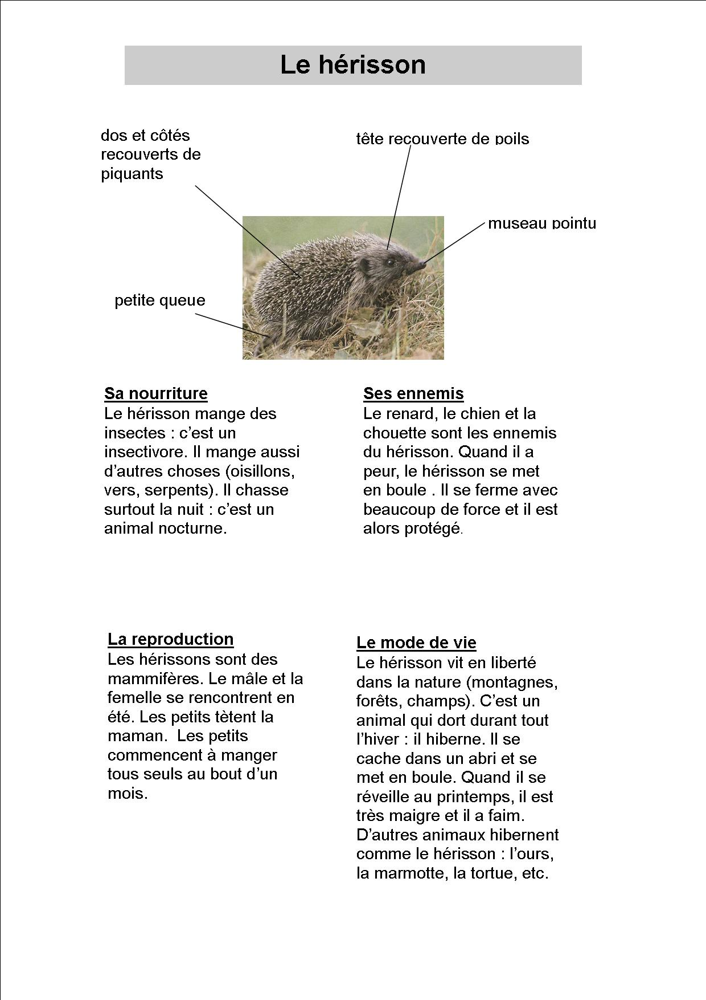 Le hérisson
dos et côtés
recouverts de
piquants
tête recouverte de poils
museau pointu
petite queue
Sa nourriture
Le hérisson mange des
insectes : c’est un
insectivore. Il mange aussi
d’autres choses (oisillons,
vers, serpents). Il chasse
surtout la nuit : c’est un
animal nocturne.
Ses ennemis
Le renard, le chien et la
chouette sont les ennemis
du hérisson. Quand il a
peur, le hérisson se met
en boule . Il se ferme avec
beaucoup de force et il est
alors protégé.
La reproduction
Les hérissons sont des
mammifères. Le mâle et la
femelle se rencontrent en
été. Les petits tètent la
maman.  Les petits
commencent à manger
tous seuls au bout d’un
mois.
Le mode de vie
Le hérisson vit en liberté
dans la nature (montagnes,
forêts, champs). C’est un
animal qui dort durant tout
l’hiver : il hiberne. Il se
cache dans un abri et se
met en boule. Quand il se
réveille au printemps, il est
très maigre et il a faim.
D’autres animaux hibernent
comme le hérisson : l’ours,
la marmotte, la tortue, etc.